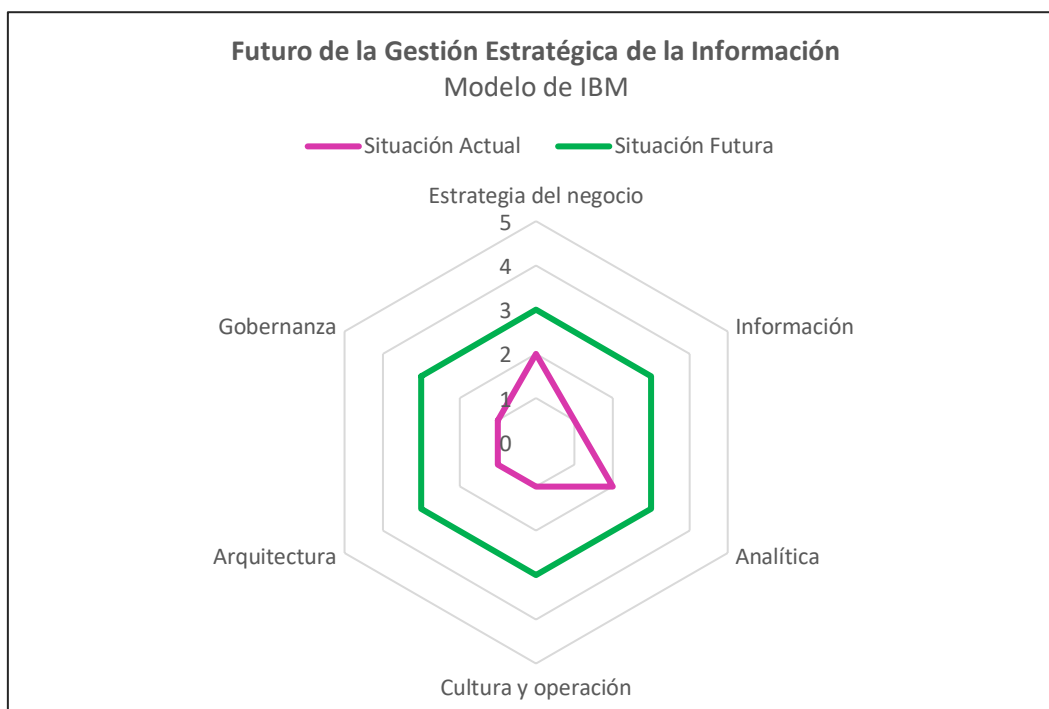 Futuro de la Gestión Estratégica de la Información
Modelo de IBM
Situación Actual
Situación Futura
Estrategia del negocio
5
4
3
2
1
0
Gobernanza
Información
Arquitectura
Analítica
Cultura y operación